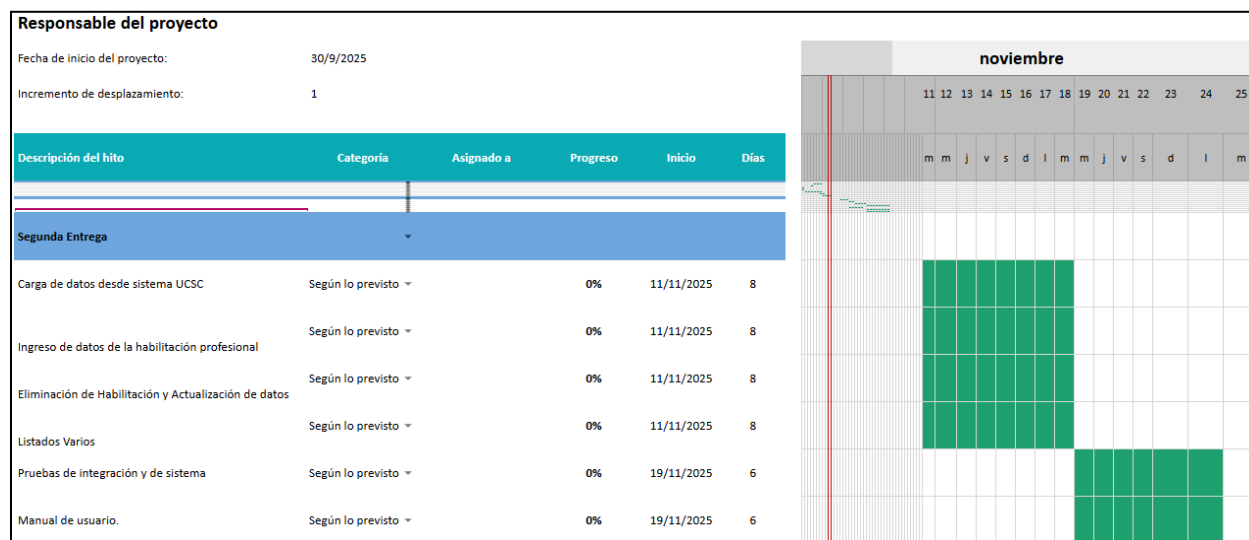 Responsable del proyecto
Fecha de inicio del proyecto: 30/9/2025
noviembre
Incremento de desplazamiento: 1
11 12 13 14 15 16 17 18 19 20 21 22 23 24 25
Descripción del hito Categoría Asignado a Progreso Inicio Días
m m j v s d l m m j v s d l m
Segunda Entrega
Carga de datos desde sistema UCSC Según lo previsto 0% 11/11/2025 8
Ingreso de datos de la habilitación profesional Según lo previsto 0% 11/11/2025 8
Eliminación de Habilitación y Actualización de datos Según lo previsto 0% 11/11/2025 8
Listados Varios Según lo previsto 0% 11/11/2025 8
Pruebas de integración y de sistema Según lo previsto 0% 19/11/2025 6
Manual de usuario. Según lo previsto 0% 19/11/2025 6